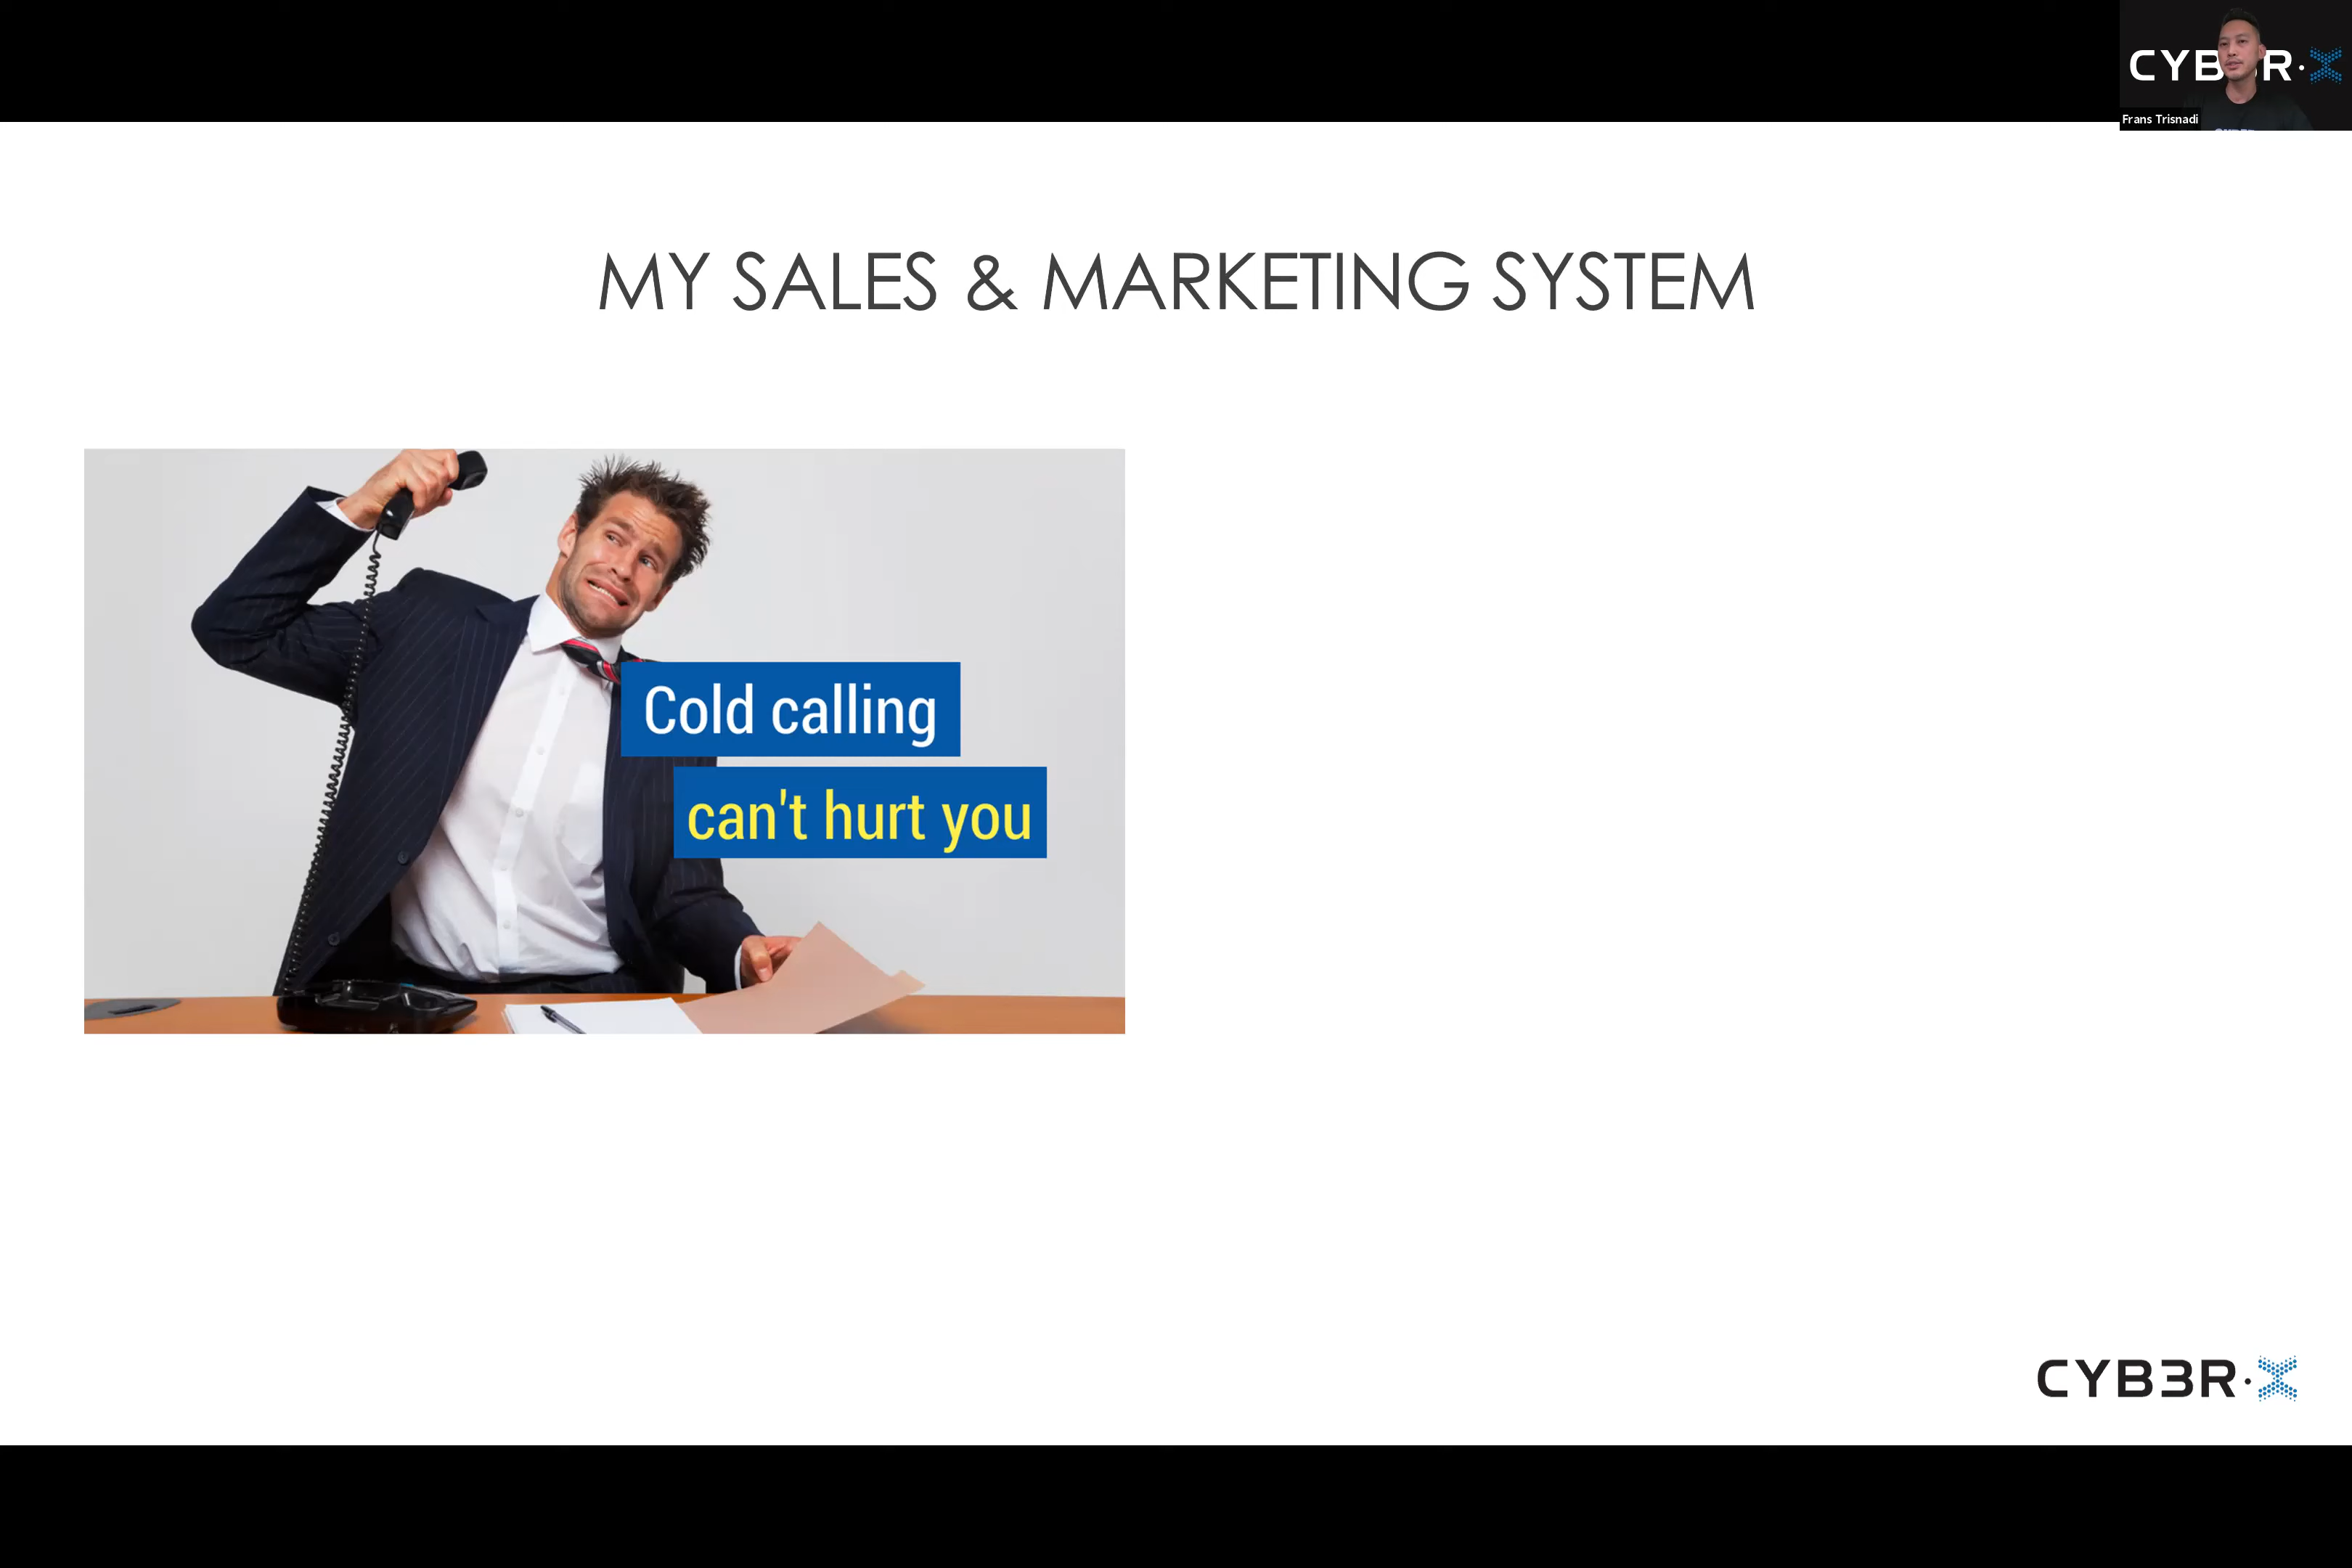 CYB R·X
Frans Trisnadi
MY SALES & MARKETING SYSTEM
Cold calling
can't hurt you
CYB3R·X